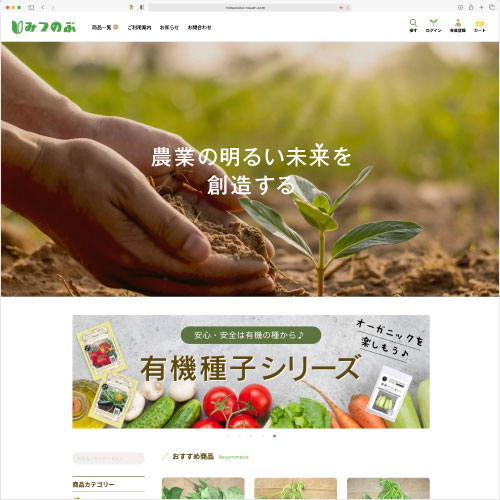 みつのぶ
商品一覧
ご利用案内
お知らせ
お問合わせ
探す
ログイン
会員登録
カート
農業の明るい未来を
創造する
安心・安全は有機の種から♪
有機種子シリーズ
オーガニックを
楽しもう♪
おすすめ商品 Recommend
商品カテゴリー